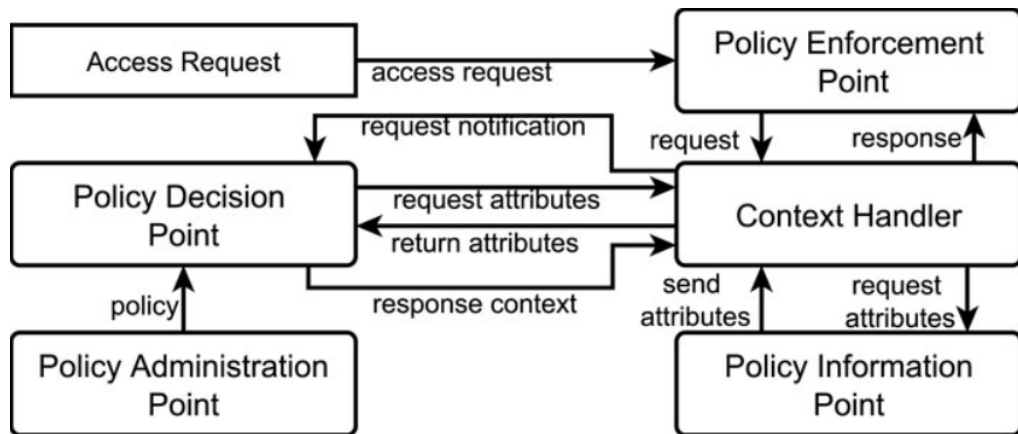 Access Request
access request
Policy Enforcement
Point
request notification
request
response
Policy Decision
Point
request attributes
return attributes
Context Handler
response context
policy
send
attributes
request
attributes
Policy Administration
Point
Policy Information
Point